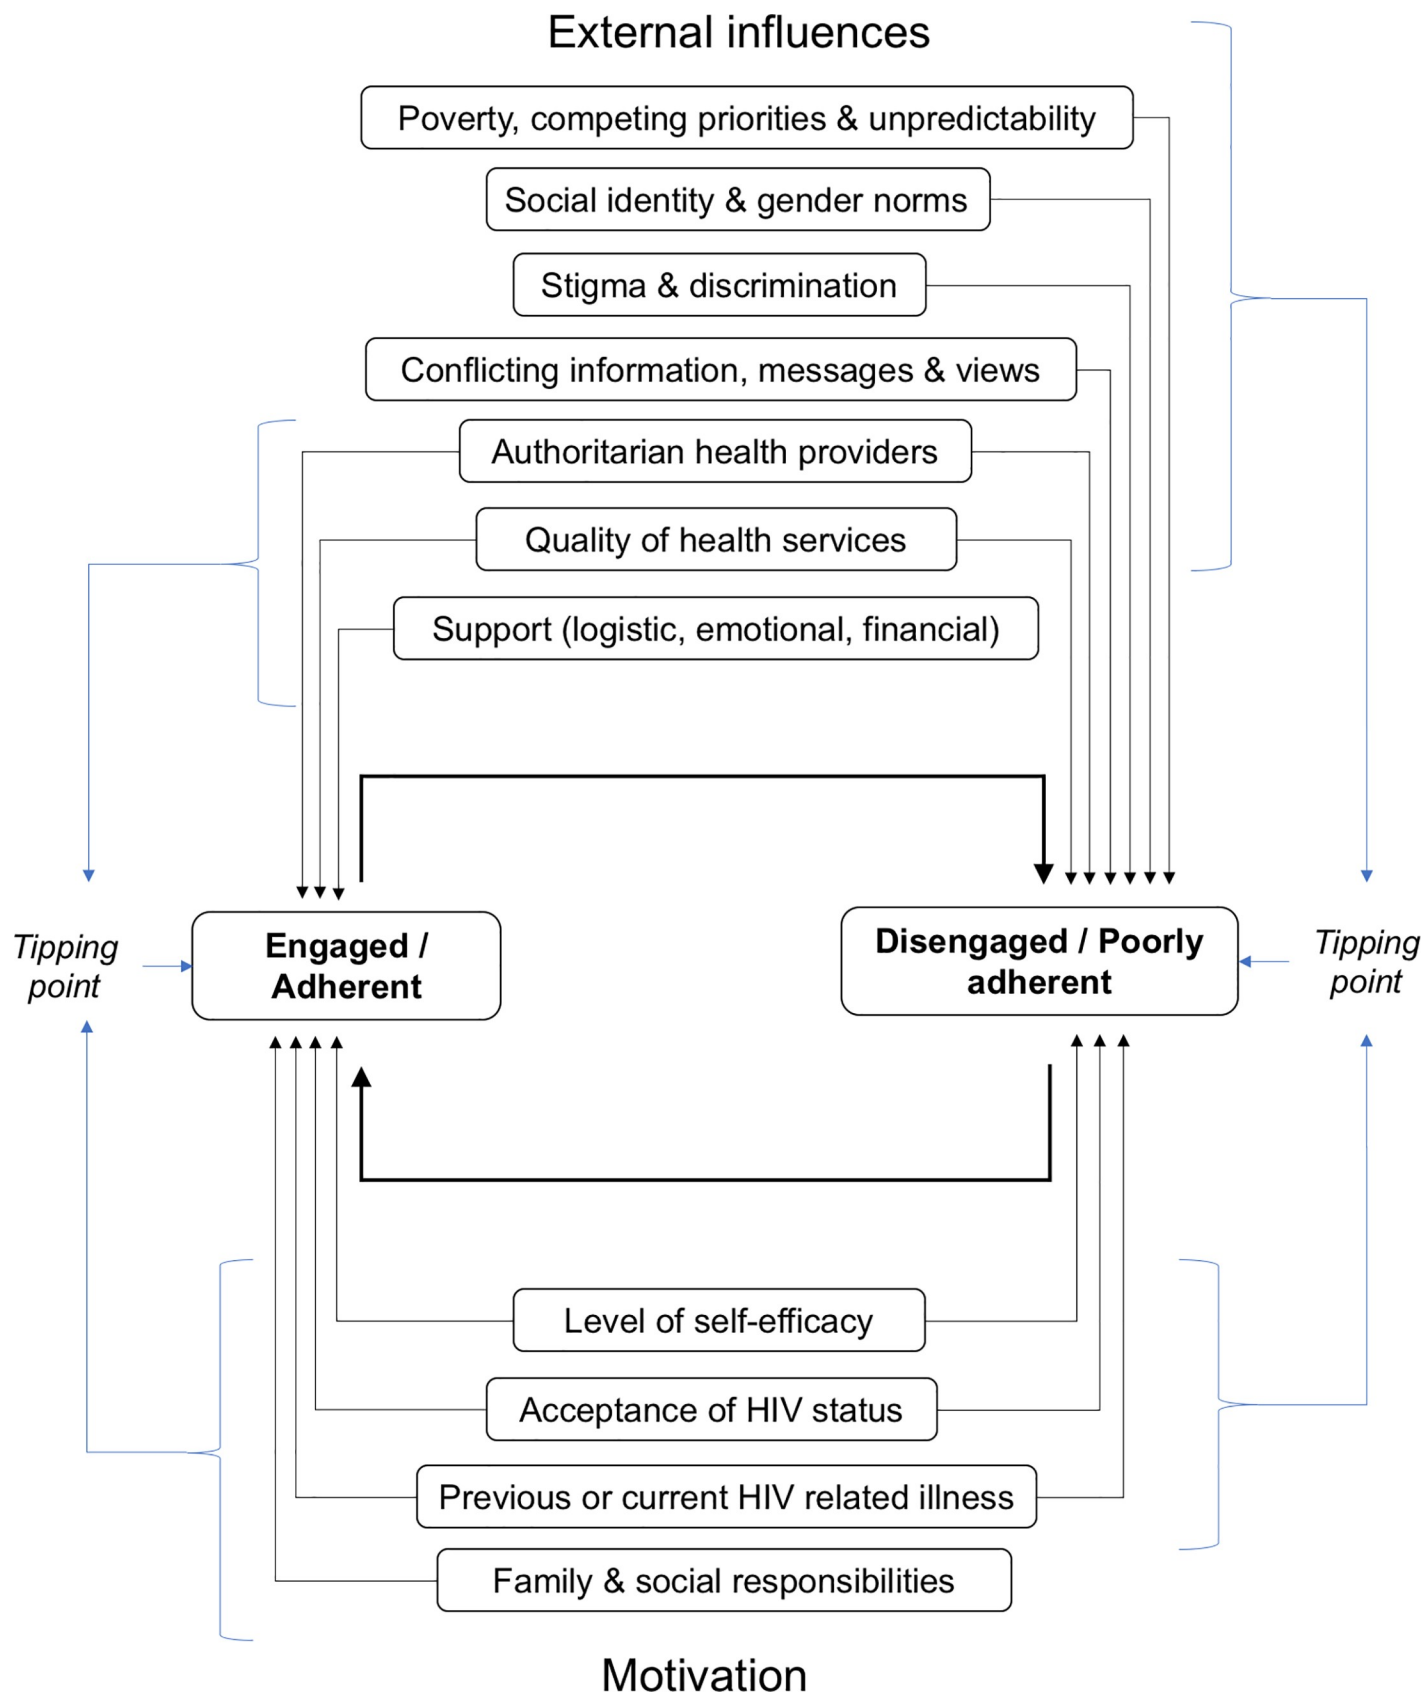 External influences
Poverty, competing priorities & unpredictability
Social identity & gender norms
Stigma & discrimination
Conflicting information, messages & views
Authoritarian health providers
Quality of health services
Support (logistic, emotional, financial)
Tipping
point
Engaged /
Adherent
Disengaged / Poorly
adherent
Tipping
point
Level of self-efficacy
Acceptance of HIV status
Previous or current HIV related illness
Family & social responsibilities
Motivation